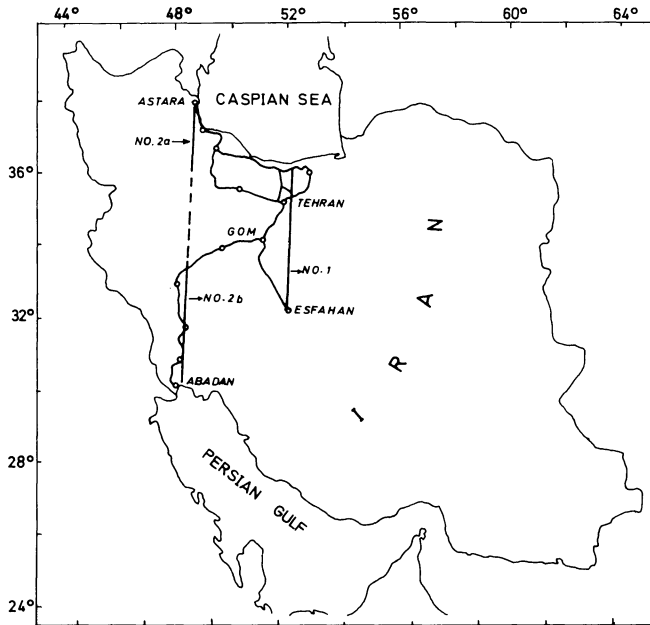 48° 52° 56° 60° 64°
ASTARA
CASPIAN SEA
NO.2a
36°
TEHRAN
GOM
NO.1
NO.2b
ESFAHAN
32°
IRAN
ABADAN
28°
PERSIAN GULF
24°